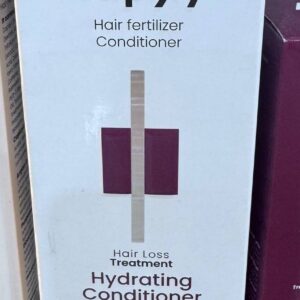 Hair fertilizer
Conditioner
Hair Loss
Treatment
Hydrating
Conditioner